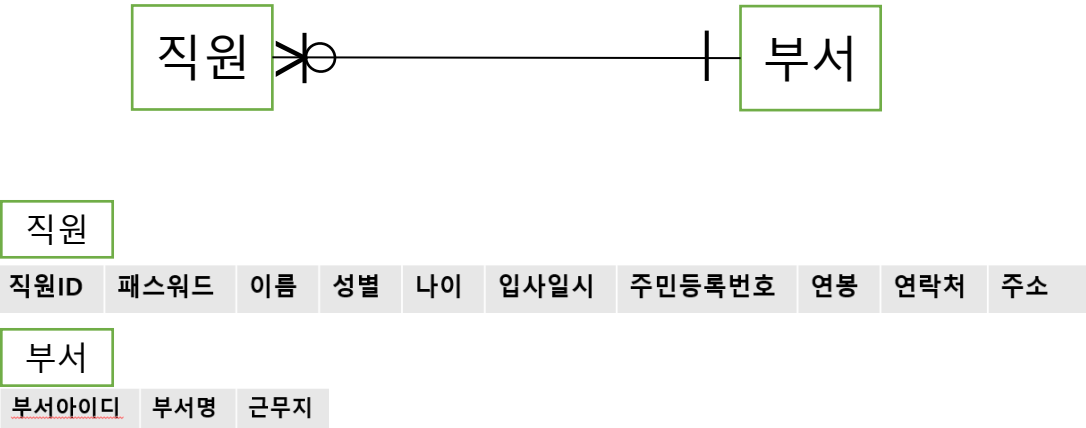 직원 부서
직원
직원ID 패스워드 이름 성별 나이 입사일시 주민등록번호 연봉 연락처 주소
부서
부서아이디 부서명 근무지